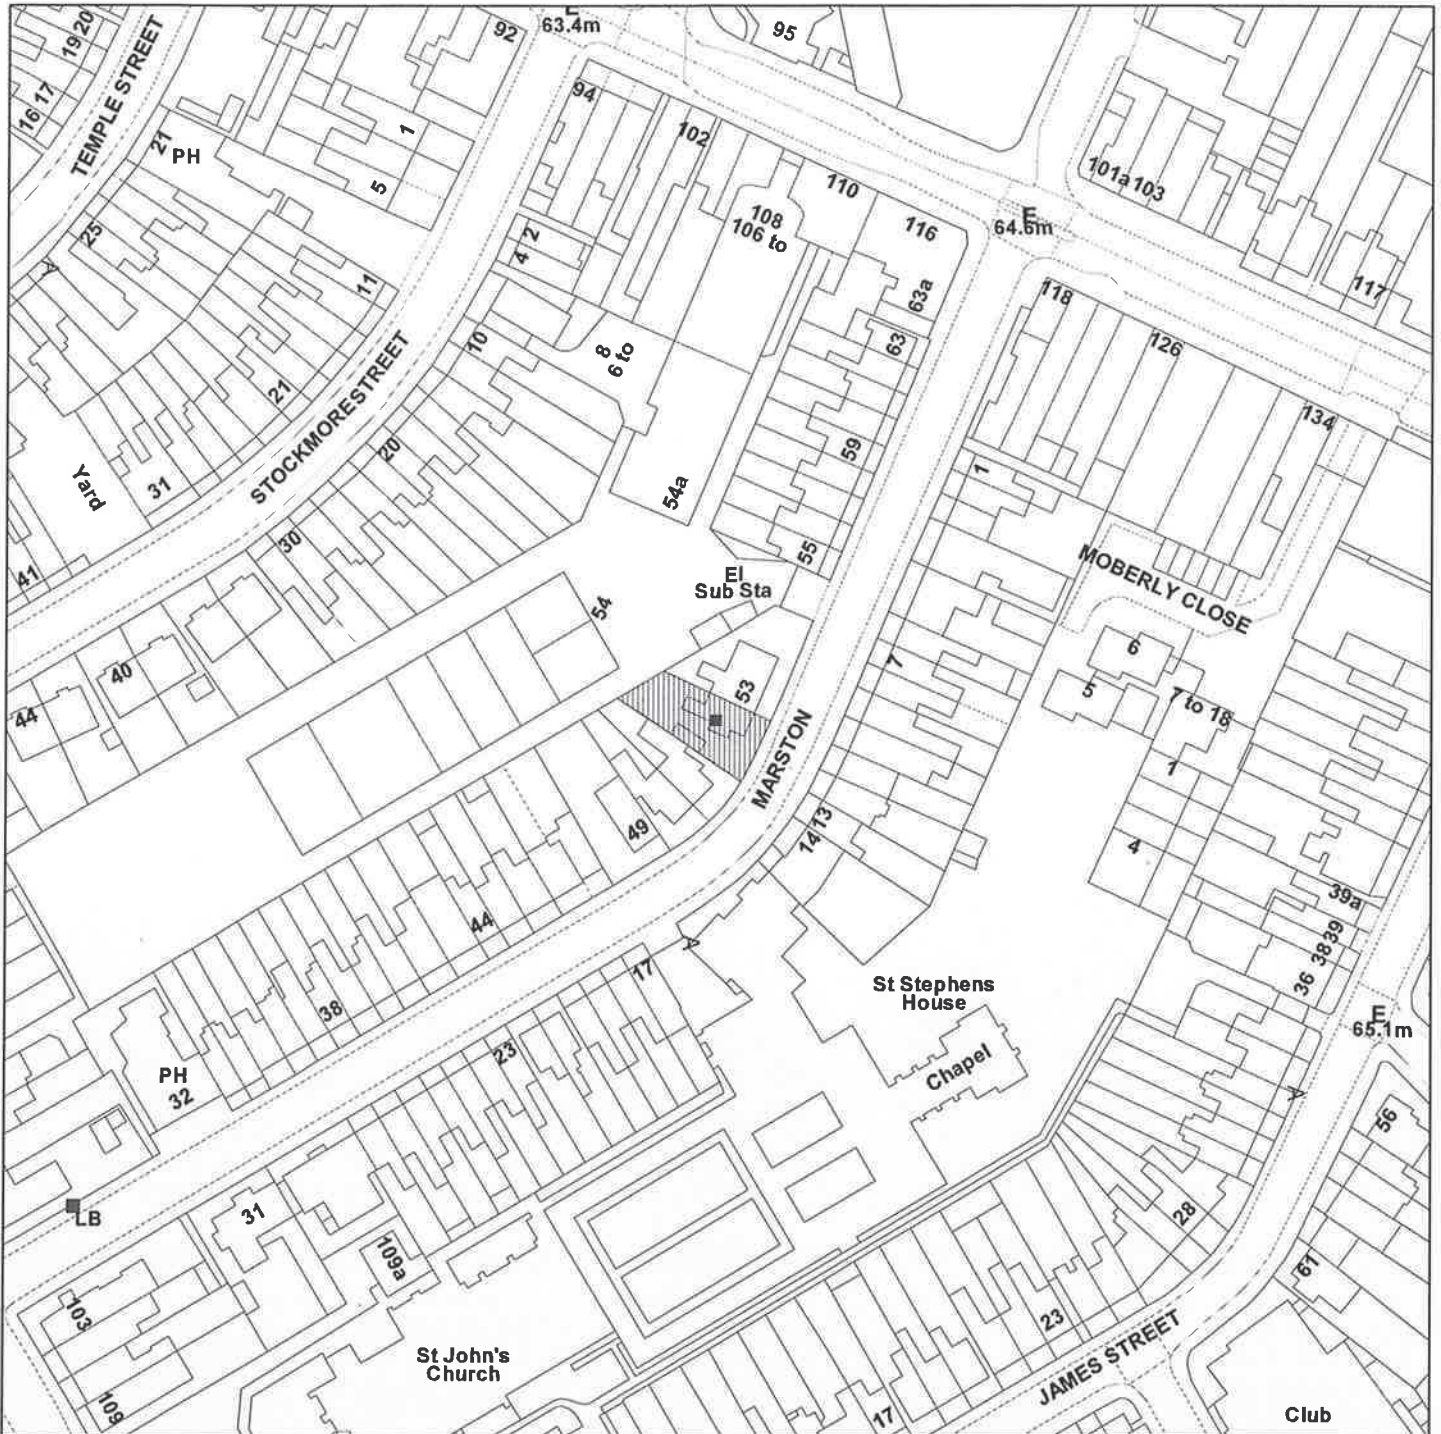 E
63.4m
92
95
20
19
17
16
TEMPLE STREET
21
PH
1
5
94
102
110
116
108
106 to
101a 103
E
64.6m
117
25
11
2
4
63a
63
118
126
134
10
8
6 to
21
STOCKMORESTREET
20
59
54a
1
31
Yard
30
55
41
El
Sub Sta
MOBERLY CLOSE
54
40
44
53
7
6
5
7 to 18
1
MARSTON
49
13
14
4
39a
39
38
36
44
17
St Stephens
House
38
23
Chapel
E
65.1m
PH
32
56
LB
31
109a
28
61
103
23
St John's
Church
JAMES STREET
109
17
Club